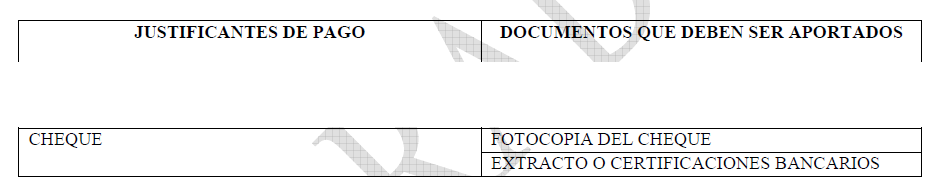 JUSTIFICANTES DE PAGO DOCUMENTOS QUE DEBEN SER APORTADOS
CHEQUE FOTOCOPIA DEL CHEQUE
EXTRACTO O CERTIFICACIONES BANCARIOS